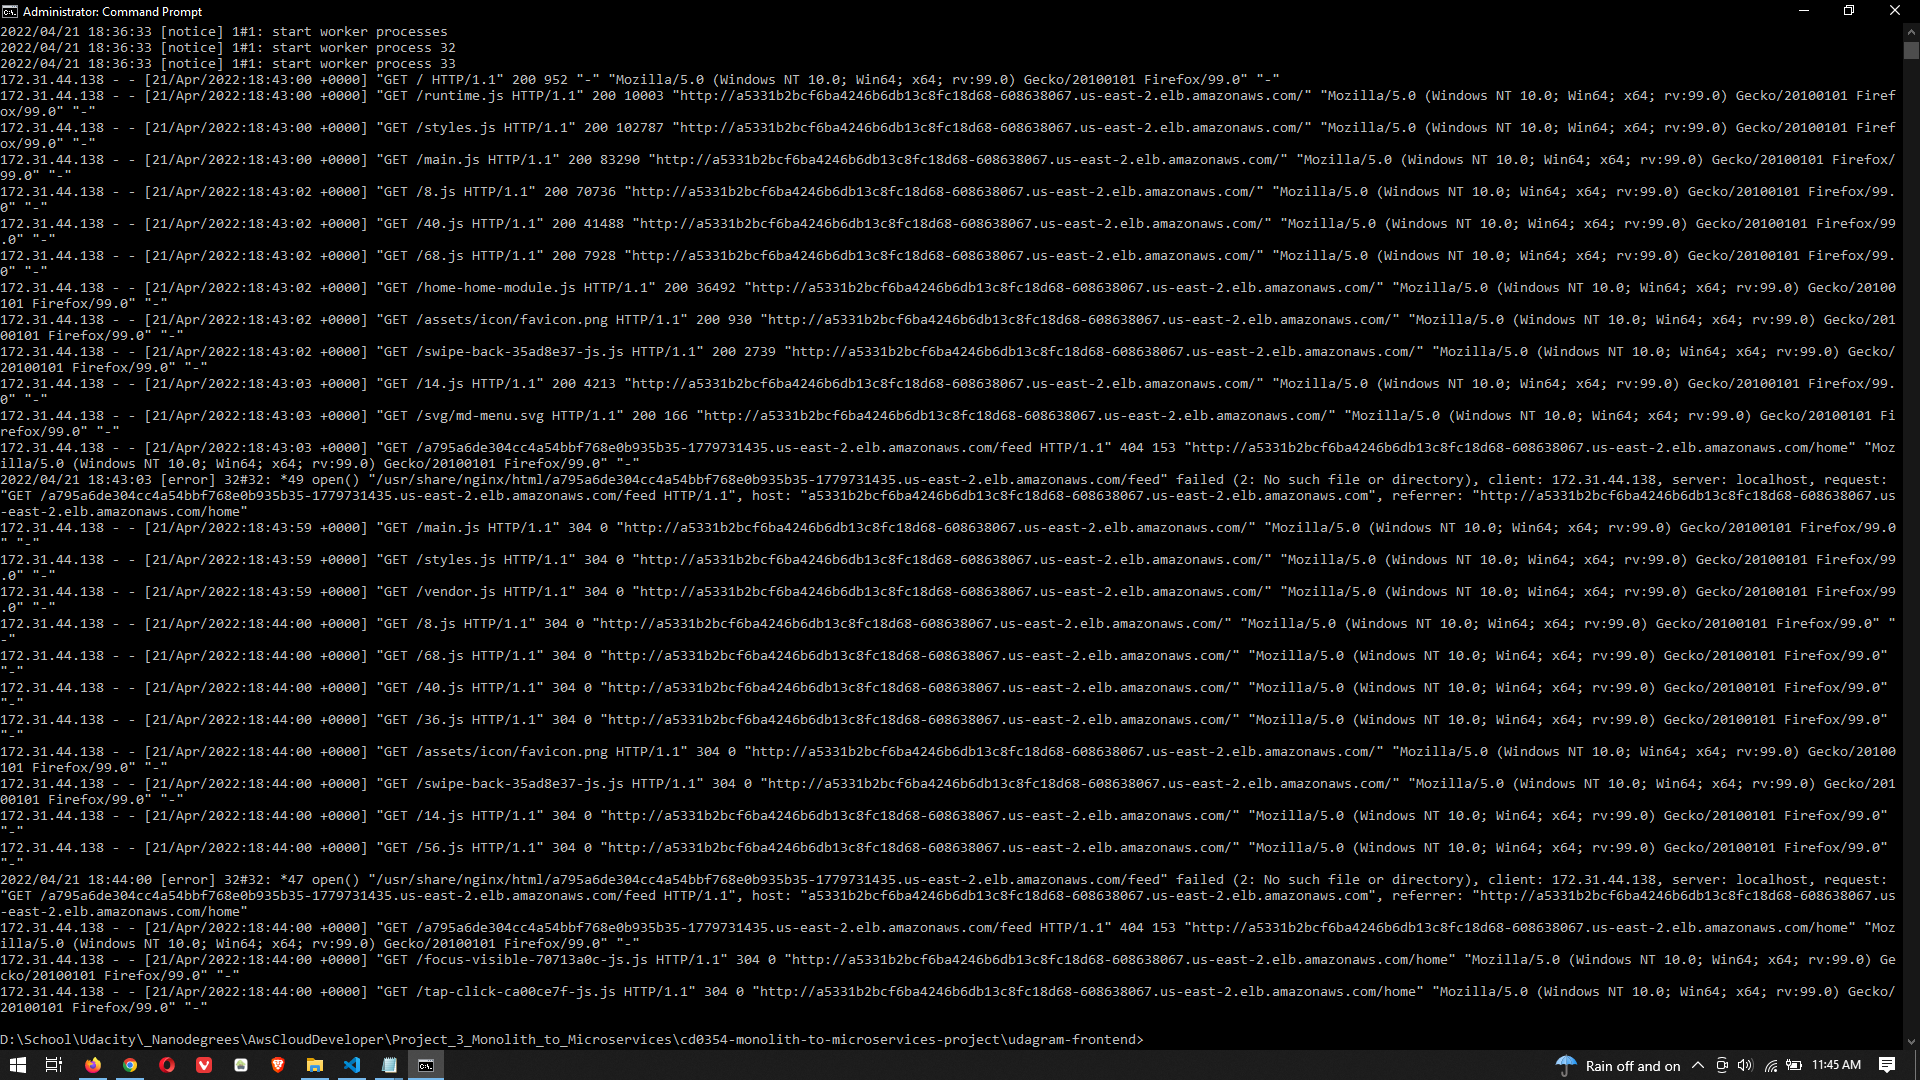 Administrator: Command Prompt
2022/04/21 18:36:33 [notice] 1#1: start worker processes
2022/04/21 18:36:33 [notice] 1#1: start worker process 32
2022/04/21 18:36:33 [notice] 1#1: start worker process 33
172.31.44.138 - - [21/Apr/2022:18:43:00 +0000] "GET / HTTP/1.1" 200 952 "-" "Mozilla/5.0 (Windows NT 10.0; Win64; x64; rv:99.0) Gecko/20100101 Firefox/99.0" "-"
172.31.44.138 - - [21/Apr/2022:18:43:00 +0000] "GET /runtime.js HTTP/1.1" 200 10003 "http://a5331b2bcf6ba4246b6db13c8fc18d68-608638067.us-east-2.elb.amazonaws.com/" "Mozilla/5.0 (Windows NT 10.0; Win64; x64; rv:99.0) Gecko/20100101 Firef
ox/99.0" "-"
172.31.44.138 - - [21/Apr/2022:18:43:00 +0000] "GET /styles.js HTTP/1.1" 200 102787 "http://a5331b2bcf6ba4246b6db13c8fc18d68-608638067.us-east-2.elb.amazonaws.com/" "Mozilla/5.0 (Windows NT 10.0; Win64; x64; rv:99.0) Gecko/20100101 Firef
ox/99.0" "-"
172.31.44.138 - - [21/Apr/2022:18:43:00 +0000] "GET /main.js HTTP/1.1" 200 83290 "http://a5331b2bcf6ba4246b6db13c8fc18d68-608638067.us-east-2.elb.amazonaws.com/" "Mozilla/5.0 (Windows NT 10.0; Win64; x64; rv:99.0) Gecko/20100101 Firefox/
99.0" "-"
172.31.44.138 - - [21/Apr/2022:18:43:02 +0000] "GET /8.js HTTP/1.1" 200 70736 "http://a5331b2bcf6ba4246b6db13c8fc18d68-608638067.us-east-2.elb.amazonaws.com/" "Mozilla/5.0 (Windows NT 10.0; Win64; x64; rv:99.0) Gecko/20100101 Firefox/99.
0" "-"
172.31.44.138 - - [21/Apr/2022:18:43:02 +0000] "GET /40.js HTTP/1.1" 200 41488 "http://a5331b2bcf6ba4246b6db13c8fc18d68-608638067.us-east-2.elb.amazonaws.com/" "Mozilla/5.0 (Windows NT 10.0; Win64; x64; rv:99.0) Gecko/20100101 Firefox/99
.0" "-"
172.31.44.138 - - [21/Apr/2022:18:43:02 +0000] "GET /68.js HTTP/1.1" 200 7928 "http://a5331b2bcf6ba4246b6db13c8fc18d68-608638067.us-east-2.elb.amazonaws.com/" "Mozilla/5.0 (Windows NT 10.0; Win64; x64; rv:99.0) Gecko/20100101 Firefox/99.
0" "-"
172.31.44.138 - - [21/Apr/2022:18:43:02 +0000] "GET /home-home-module.js HTTP/1.1" 200 36492 "http://a5331b2bcf6ba4246b6db13c8fc18d68-608638067.us-east-2.elb.amazonaws.com/" "Mozilla/5.0 (Windows NT 10.0; Win64; x64; rv:99.0) Gecko/20100
101 Firefox/99.0" "-"
172.31.44.138 - - [21/Apr/2022:18:43:02 +0000] "GET /assets/icon/favicon.png HTTP/1.1" 200 930 "http://a5331b2bcf6ba4246b6db13c8fc18d68-608638067.us-east-2.elb.amazonaws.com/" "Mozilla/5.0 (Windows NT 10.0; Win64; x64; rv:99.0) Gecko/201
00101 Firefox/99.0" "-"
172.31.44.138 - - [21/Apr/2022:18:43:02 +0000] "GET /swipe-back-35ad8e37-js.js HTTP/1.1" 200 2739 "http://a5331b2bcf6ba4246b6db13c8fc18d68-608638067.us-east-2.elb.amazonaws.com/" "Mozilla/5.0 (Windows NT 10.0; Win64; x64; rv:99.0) Gecko/
20100101 Firefox/99.0" "-"
172.31.44.138 - - [21/Apr/2022:18:43:03 +0000] "GET /14.js HTTP/1.1" 200 4213 "http://a5331b2bcf6ba4246b6db13c8fc18d68-608638067.us-east-2.elb.amazonaws.com/" "Mozilla/5.0 (Windows NT 10.0; Win64; x64; rv:99.0) Gecko/20100101 Firefox/99.
0" "-"
172.31.44.138 - - [21/Apr/2022:18:43:03 +0000] "GET /svg/md-menu.svg HTTP/1.1" 200 166 "http://a5331b2bcf6ba4246b6db13c8fc18d68-608638067.us-east-2.elb.amazonaws.com/" "Mozilla/5.0 (Windows NT 10.0; Win64; x64; rv:99.0) Gecko/20100101 Fi
refox/99.0" "-"
172.31.44.138 - - [21/Apr/2022:18:43:03 +0000] "GET /a795a6de304cc4a54bbf768e0b935b35-1779731435.us-east-2.elb.amazonaws.com/feed HTTP/1.1" 404 153 "http://a5331b2bcf6ba4246b6db13c8fc18d68-608638067.us-east-2.elb.amazonaws.com/home" "Moz
illa/5.0 (Windows NT 10.0; Win64; x64; rv:99.0) Gecko/20100101 Firefox/99.0" "-"
2022/04/21 18:43:03 [error] 32#32: *49 open() "/usr/share/nginx/html/a795a6de304cc4a54bbf768e0b935b35-1779731435.us-east-2.elb.amazonaws.com/feed" failed (2: No such file or directory), client: 172.31.44.138, server: localhost, request:
"GET /a795a6de304cc4a54bbf768e0b935b35-1779731435.us-east-2.elb.amazonaws.com/feed HTTP/1.1", host: "a5331b2bcf6ba4246b6db13c8fc18d68-608638067.us-east-2.elb.amazonaws.com", referrer: "http://a5331b2bcf6ba4246b6db13c8fc18d68-608638067.us
-east-2.elb.amazonaws.com/home"
172.31.44.138 - - [21/Apr/2022:18:43:59 +0000] "GET /main.js HTTP/1.1" 304 0 "http://a5331b2bcf6ba4246b6db13c8fc18d68-608638067.us-east-2.elb.amazonaws.com/" "Mozilla/5.0 (Windows NT 10.0; Win64; x64; rv:99.0) Gecko/20100101 Firefox/99.0
" "-"
172.31.44.138 - - [21/Apr/2022:18:43:59 +0000] "GET /styles.js HTTP/1.1" 304 0 "http://a5331b2bcf6ba4246b6db13c8fc18d68-608638067.us-east-2.elb.amazonaws.com/" "Mozilla/5.0 (Windows NT 10.0; Win64; x64; rv:99.0) Gecko/20100101 Firefox/99
.0" "-"
172.31.44.138 - - [21/Apr/2022:18:43:59 +0000] "GET /vendor.js HTTP/1.1" 304 0 "http://a5331b2bcf6ba4246b6db13c8fc18d68-608638067.us-east-2.elb.amazonaws.com/" "Mozilla/5.0 (Windows NT 10.0; Win64; x64; rv:99.0) Gecko/20100101 Firefox/99
.0" "-"
172.31.44.138 - - [21/Apr/2022:18:44:00 +0000] "GET /8.js HTTP/1.1" 304 0 "http://a5331b2bcf6ba4246b6db13c8fc18d68-608638067.us-east-2.elb.amazonaws.com/" "Mozilla/5.0 (Windows NT 10.0; Win64; x64; rv:99.0) Gecko/20100101 Firefox/99.0" "
-"
172.31.44.138 - - [21/Apr/2022:18:44:00 +0000] "GET /68.js HTTP/1.1" 304 0 "http://a5331b2bcf6ba4246b6db13c8fc18d68-608638067.us-east-2.elb.amazonaws.com/" "Mozilla/5.0 (Windows NT 10.0; Win64; x64; rv:99.0) Gecko/20100101 Firefox/99.0"
"-"
172.31.44.138 - - [21/Apr/2022:18:44:00 +0000] "GET /40.js HTTP/1.1" 304 0 "http://a5331b2bcf6ba4246b6db13c8fc18d68-608638067.us-east-2.elb.amazonaws.com/" "Mozilla/5.0 (Windows NT 10.0; Win64; x64; rv:99.0) Gecko/20100101 Firefox/99.0"
"-"
172.31.44.138 - - [21/Apr/2022:18:44:00 +0000] "GET /36.js HTTP/1.1" 304 0 "http://a5331b2bcf6ba4246b6db13c8fc18d68-608638067.us-east-2.elb.amazonaws.com/" "Mozilla/5.0 (Windows NT 10.0; Win64; x64; rv:99.0) Gecko/20100101 Firefox/99.0"
"-"
172.31.44.138 - - [21/Apr/2022:18:44:00 +0000] "GET /assets/icon/favicon.png HTTP/1.1" 304 0 "http://a5331b2bcf6ba4246b6db13c8fc18d68-608638067.us-east-2.elb.amazonaws.com/" "Mozilla/5.0 (Windows NT 10.0; Win64; x64; rv:99.0) Gecko/20100
101 Firefox/99.0" "-"
172.31.44.138 - - [21/Apr/2022:18:44:00 +0000] "GET /swipe-back-35ad8e37-js.js HTTP/1.1" 304 0 "http://a5331b2bcf6ba4246b6db13c8fc18d68-608638067.us-east-2.elb.amazonaws.com/" "Mozilla/5.0 (Windows NT 10.0; Win64; x64; rv:99.0) Gecko/201
00101 Firefox/99.0" "-"
172.31.44.138 - - [21/Apr/2022:18:44:00 +0000] "GET /14.js HTTP/1.1" 304 0 "http://a5331b2bcf6ba4246b6db13c8fc18d68-608638067.us-east-2.elb.amazonaws.com/" "Mozilla/5.0 (Windows NT 10.0; Win64; x64; rv:99.0) Gecko/20100101 Firefox/99.0"
"-"
172.31.44.138 - - [21/Apr/2022:18:44:00 +0000] "GET /56.js HTTP/1.1" 304 0 "http://a5331b2bcf6ba4246b6db13c8fc18d68-608638067.us-east-2.elb.amazonaws.com/" "Mozilla/5.0 (Windows NT 10.0; Win64; x64; rv:99.0) Gecko/20100101 Firefox/99.0"
"-"
2022/04/21 18:44:00 [error] 32#32: *47 open() "/usr/share/nginx/html/a795a6de304cc4a54bbf768e0b935b35-1779731435.us-east-2.elb.amazonaws.com/feed" failed (2: No such file or directory), client: 172.31.44.138, server: localhost, request:
"GET /a795a6de304cc4a54bbf768e0b935b35-1779731435.us-east-2.elb.amazonaws.com/feed HTTP/1.1", host: "a5331b2bcf6ba4246b6db13c8fc18d68-608638067.us-east-2.elb.amazonaws.com", referrer: "http://a5331b2bcf6ba4246b6db13c8fc18d68-608638067.us
-east-2.elb.amazonaws.com/home"
172.31.44.138 - - [21/Apr/2022:18:44:00 +0000] "GET /a795a6de304cc4a54bbf768e0b935b35-1779731435.us-east-2.elb.amazonaws.com/feed HTTP/1.1" 404 153 "http://a5331b2bcf6ba4246b6db13c8fc18d68-608638067.us-east-2.elb.amazonaws.com/home" "Moz
illa/5.0 (Windows NT 10.0; Win64; x64; rv:99.0) Gecko/20100101 Firefox/99.0" "-"
172.31.44.138 - - [21/Apr/2022:18:44:00 +0000] "GET /focus-visible-70713a0c-js.js HTTP/1.1" 304 0 "http://a5331b2bcf6ba4246b6db13c8fc18d68-608638067.us-east-2.elb.amazonaws.com/home" "Mozilla/5.0 (Windows NT 10.0; Win64; x64; rv:99.0) Ge
cko/20100101 Firefox/99.0" "-"
172.31.44.138 - - [21/Apr/2022:18:44:00 +0000] "GET /tap-click-ca00ce7f-js.js HTTP/1.1" 304 0 "http://a5331b2bcf6ba4246b6db13c8fc18d68-608638067.us-east-2.elb.amazonaws.com/home" "Mozilla/5.0 (Windows NT 10.0; Win64; x64; rv:99.0) Gecko/
20100101 Firefox/99.0" "-"
D:\School\Udacity\_Nanodegrees\AwsCloudDeveloper\Project_3_Monolith_to_Microservices\cd0354-monolith-to-microservices-project\udagram-frontend>
Rain off and on
11:45 AM